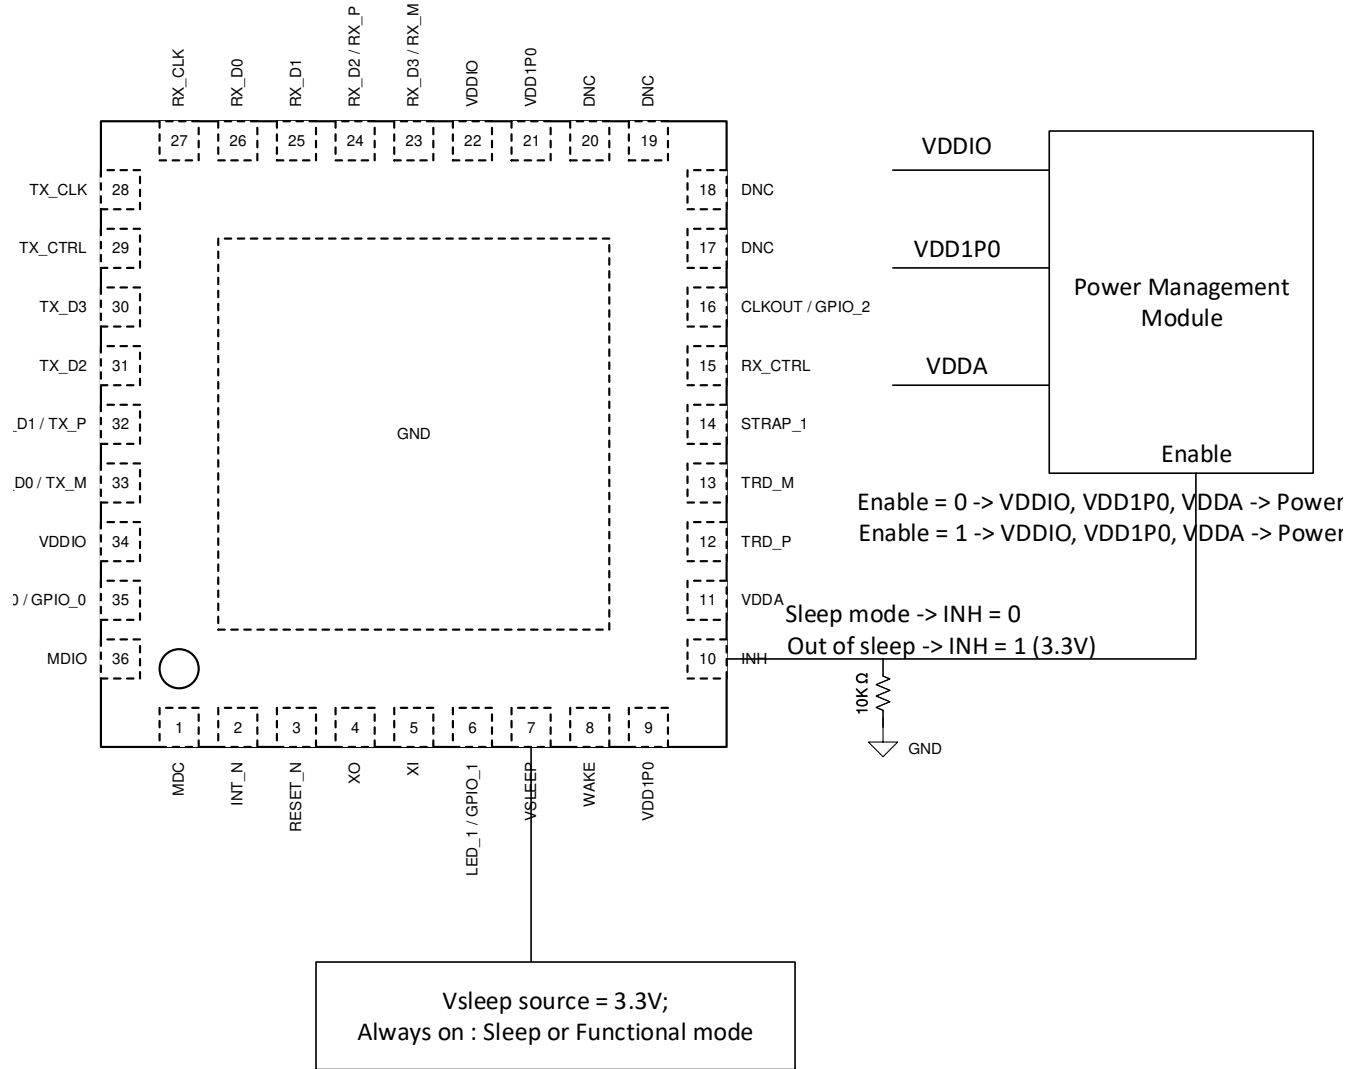 RX_CLK
RX_D0
RX_D1
RX_D2 / RX_P
RX_D3 / RX_M
VDDIO
VDD1P0
DNC
DNC
27
26
25
24
23
22
21
20
19
TX_CLK
28
TX_CTRL
29
TX_D3
30
TX_D2
31
_D1 / TX_P
32
_D0 / TX_M
33
VDDIO
34
0 / GPIO_0
35
MDIO
36
GND
18
DNC
17
DNC
16
CLKOUT / GPIO_2
15
RX_CTRL
14
STRAP_1
13
TRD_M
12
TRD_P
11
VDDA
10
INH
1
2
3
4
5
6
7
8
9
MDC
INT_N
RESET_N
XO
XI
LED_1 / GPIO_1
VSLEEP
WAKE
VDD1P0
VDDIO
VDD1P0
VDDA
Power Management
Module
Enable
Enable = 0 -> VDDIO, VDD1P0, VDDA -> Power
Enable = 1 -> VDDIO, VDD1P0, VDDA -> Power
Sleep mode -> INH = 0
Out of sleep -> INH = 1 (3.3V)
10K Ω
GND
Vsleep source = 3.3V;
Always on : Sleep or Functional mode